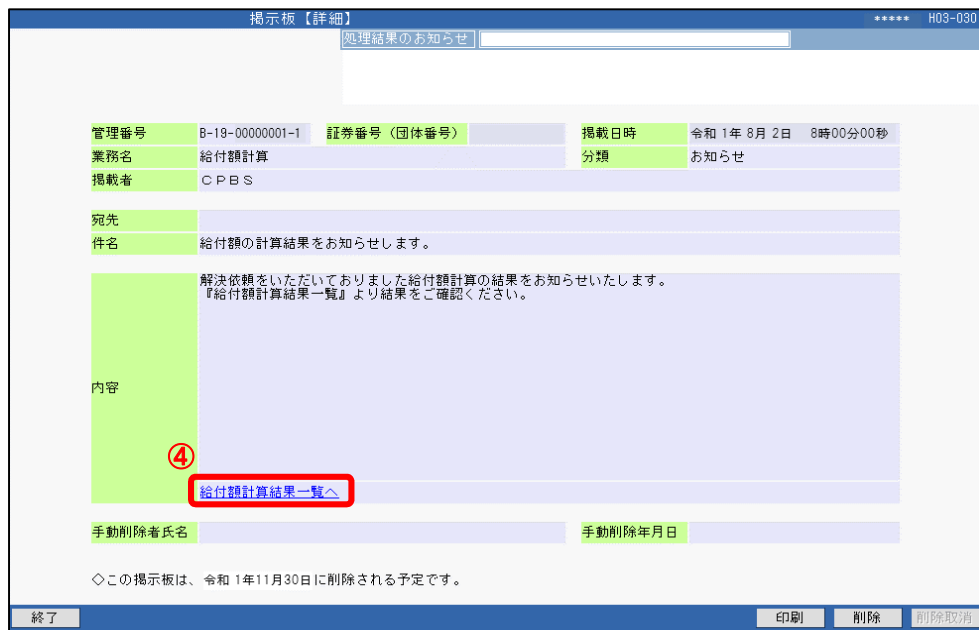 掲示板【詳細】 ***** H03-030
処理結果のお知らせ
管理番号 B-19-00000001-1 証券番号（団体番号） 掲載日時 令和 1年 8月 2日 8時00分00秒
業務名 給付額計算 分類 お知らせ
掲載者 ＣＰＢＳ
宛先
件名 給付額の計算結果をお知らせします。
解決依頼をいただいておりました給付額計算の結果をお知らせいたします。
『給付額計算結果一覧』より結果をご確認ください。
内容
④
給付額計算結果一覧へ
手動削除者氏名 手動削除年月日
◇この掲示板は、令和 1年11月30日に削除される予定です。
終了 印刷 削除 削除取消